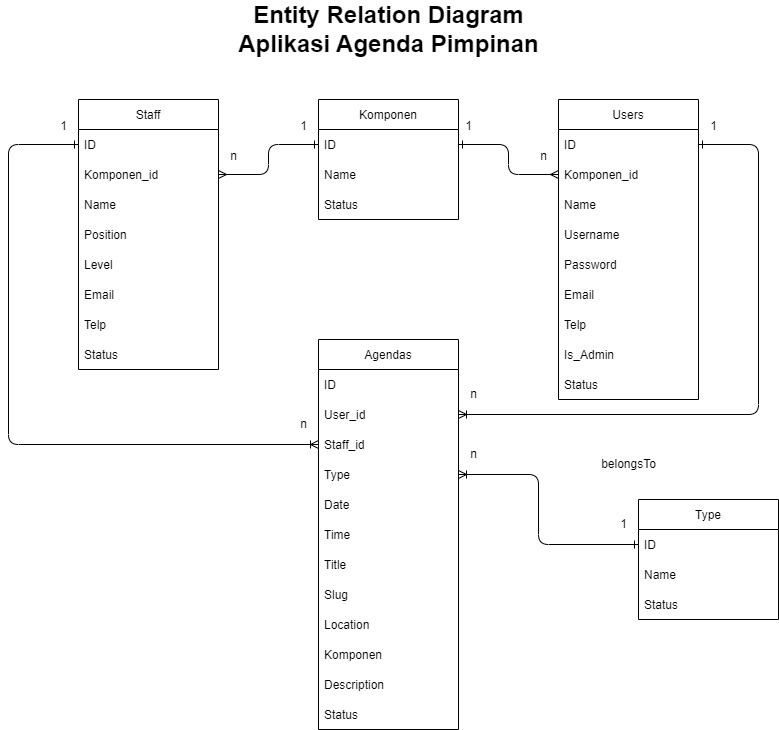 Entity Relation Diagram
Aplikasi Agenda Pimpinan
Staff
ID
Komponen_id
Name
Position
Level
Email
Telp
Status
Komponen
ID
Name
Status
Users
ID
Komponen_id
Name
Username
Password
Email
Telp
Is_Admin
Status
1
n
1
1
n
1
Agendas
ID
User_id
Staff_id
Type
Date
Time
Title
Slug
Location
Komponen
Description
Status
n
n
n
belongsTo
1
Type
ID
Name
Status